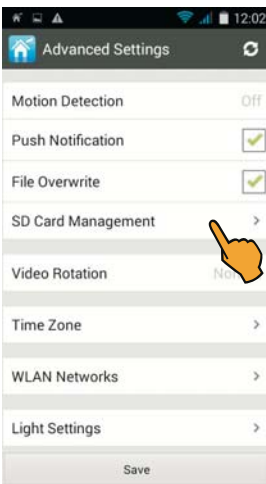 12:02
Advanced Settings
Motion Detection Off
Push Notification
File Overwrite
SD Card Management
Video Rotation
Time Zone
WLAN Networks
Light Settings
Save